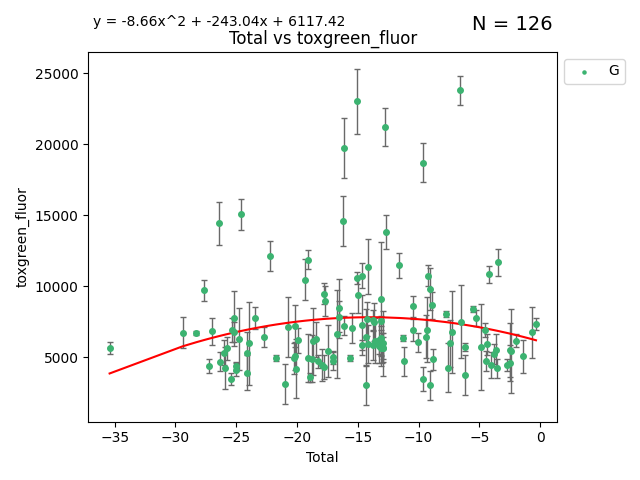 y = -8.66x^2 + -243.04x + 6117.42
N = 126
Total vs toxgreen_fluor
G
25000
20000
15000
10000
5000
toxgreen_fluor
−35 −30 −25 −20 −15 −10 −5 0
Total